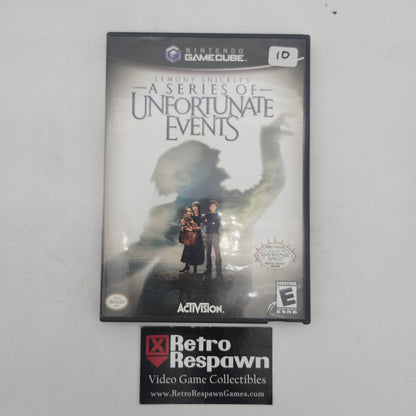 NINTENDO
GAMECUBE
10
LEMONY SNICKET'S
A SERIES OF
UNFORTUNATE
EVENTS
ACTIVISION
EVERYONE
E
ESRB
Retro
Respawn
Video Game Collectibles
www.RetroRespawnGames.com